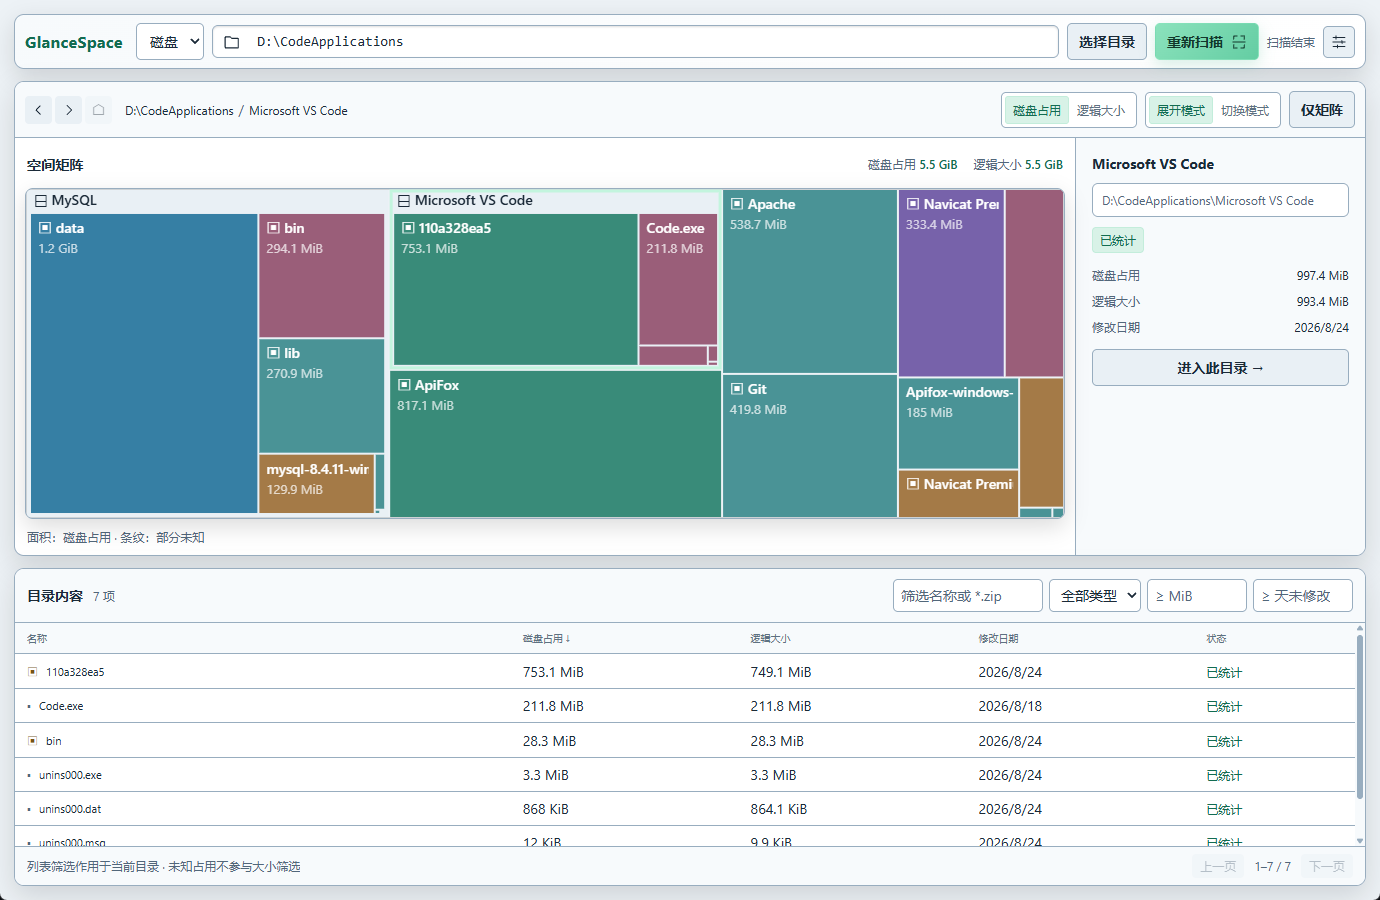 GlanceSpace 磁盘 D:\CodeApplications 选择目录 重新扫描 扫描结束
D:\CodeApplications / Microsoft VS Code 磁盘占用 逻辑大小 展开模式 切换模式 仅矩阵
空间矩阵 磁盘占用 5.5 GiB 逻辑大小 5.5 GiB
MySQL
data
1.2 GiB
bin
294.1 MiB
lib
270.9 MiB
mysql-8.4.11-wir
129.9 MiB
Microsoft VS Code
110a328ea5
753.1 MiB
Code.exe
211.8 MiB
ApiFox
817.1 MiB
Apache
538.7 MiB
Git
419.8 MiB
Navicat Prei
333.4 MiB
Apifox-windows-
185 MiB
Navicat Premi
面积：磁盘占用 · 条纹：部分未知
Microsoft VS Code
D:\CodeApplications\Microsoft VS Code
已统计
磁盘占用 997.4 MiB
逻辑大小 993.4 MiB
修改日期 2026/8/24
进入此目录 →
目录内容 7 项 筛选名称或 *.zip 全部类型 ≥ MiB ≥ 天未修改
名称 磁盘占用 ↓ 逻辑大小 修改日期 状态
110a328ea5 753.1 MiB 749.1 MiB 2026/8/24 已统计
Code.exe 211.8 MiB 211.8 MiB 2026/8/18 已统计
bin 28.3 MiB 28.3 MiB 2026/8/24 已统计
unins000.exe 3.3 MiB 3.3 MiB 2026/8/24 已统计
unins000.dat 868 KiB 864.1 KiB 2026/8/24 已统计
unins000.msg 12 KiB 9.9 KiB 2026/8/24 已统计
列表筛选作用于当前目录 · 未知占用不参与大小筛选 上一页 1–7 / 7 下一页